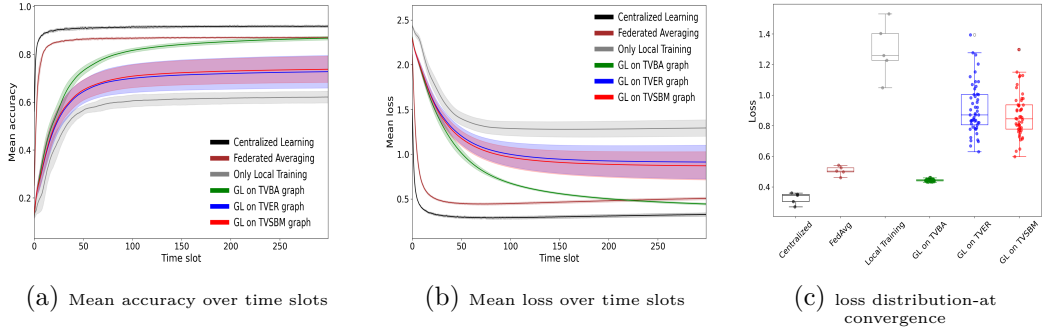 1.0
0.8
0.6
0.4
0.2
Mean accuracy
0
50
100
150
200
250
Time slot
Centralized Learning
Federated Averaging
Only Local Training
GL on TVBA graph
GL on TVER graph
GL on TVSBM graph
(a) Mean accuracy over time slots
2.5
2.0
1.5
1.0
0.5
Mean loss
0
50
100
150
200
250
Time slot
Centralized Learning
Federated Averaging
Only Local Training
GL on TVBA graph
GL on TVER graph
GL on TVSBM graph
(b) Mean loss over time slots
1.4
1.2
1.0
0.8
0.6
0.4
Loss
Centralized
FedAvg
Local Training
GL on TVBA
GL on TVER
GL on TVSBM
(c) loss distribution-at
convergence